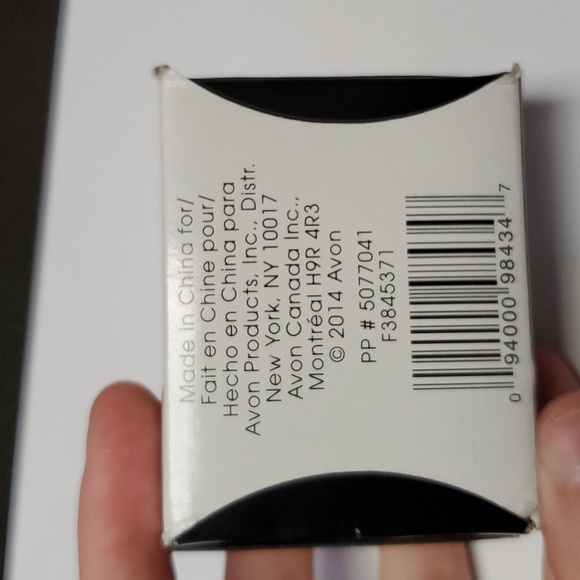 Made in China for/
Fait en Chine pour/
Hecho en China para
Avon Products, Inc., Distr.
New York, NY 10017
Avon Canada Inc.,
Montréal H9R 4R3
© 2014 Avon
PP # 5077041
F3845371
0 94000 98434 7